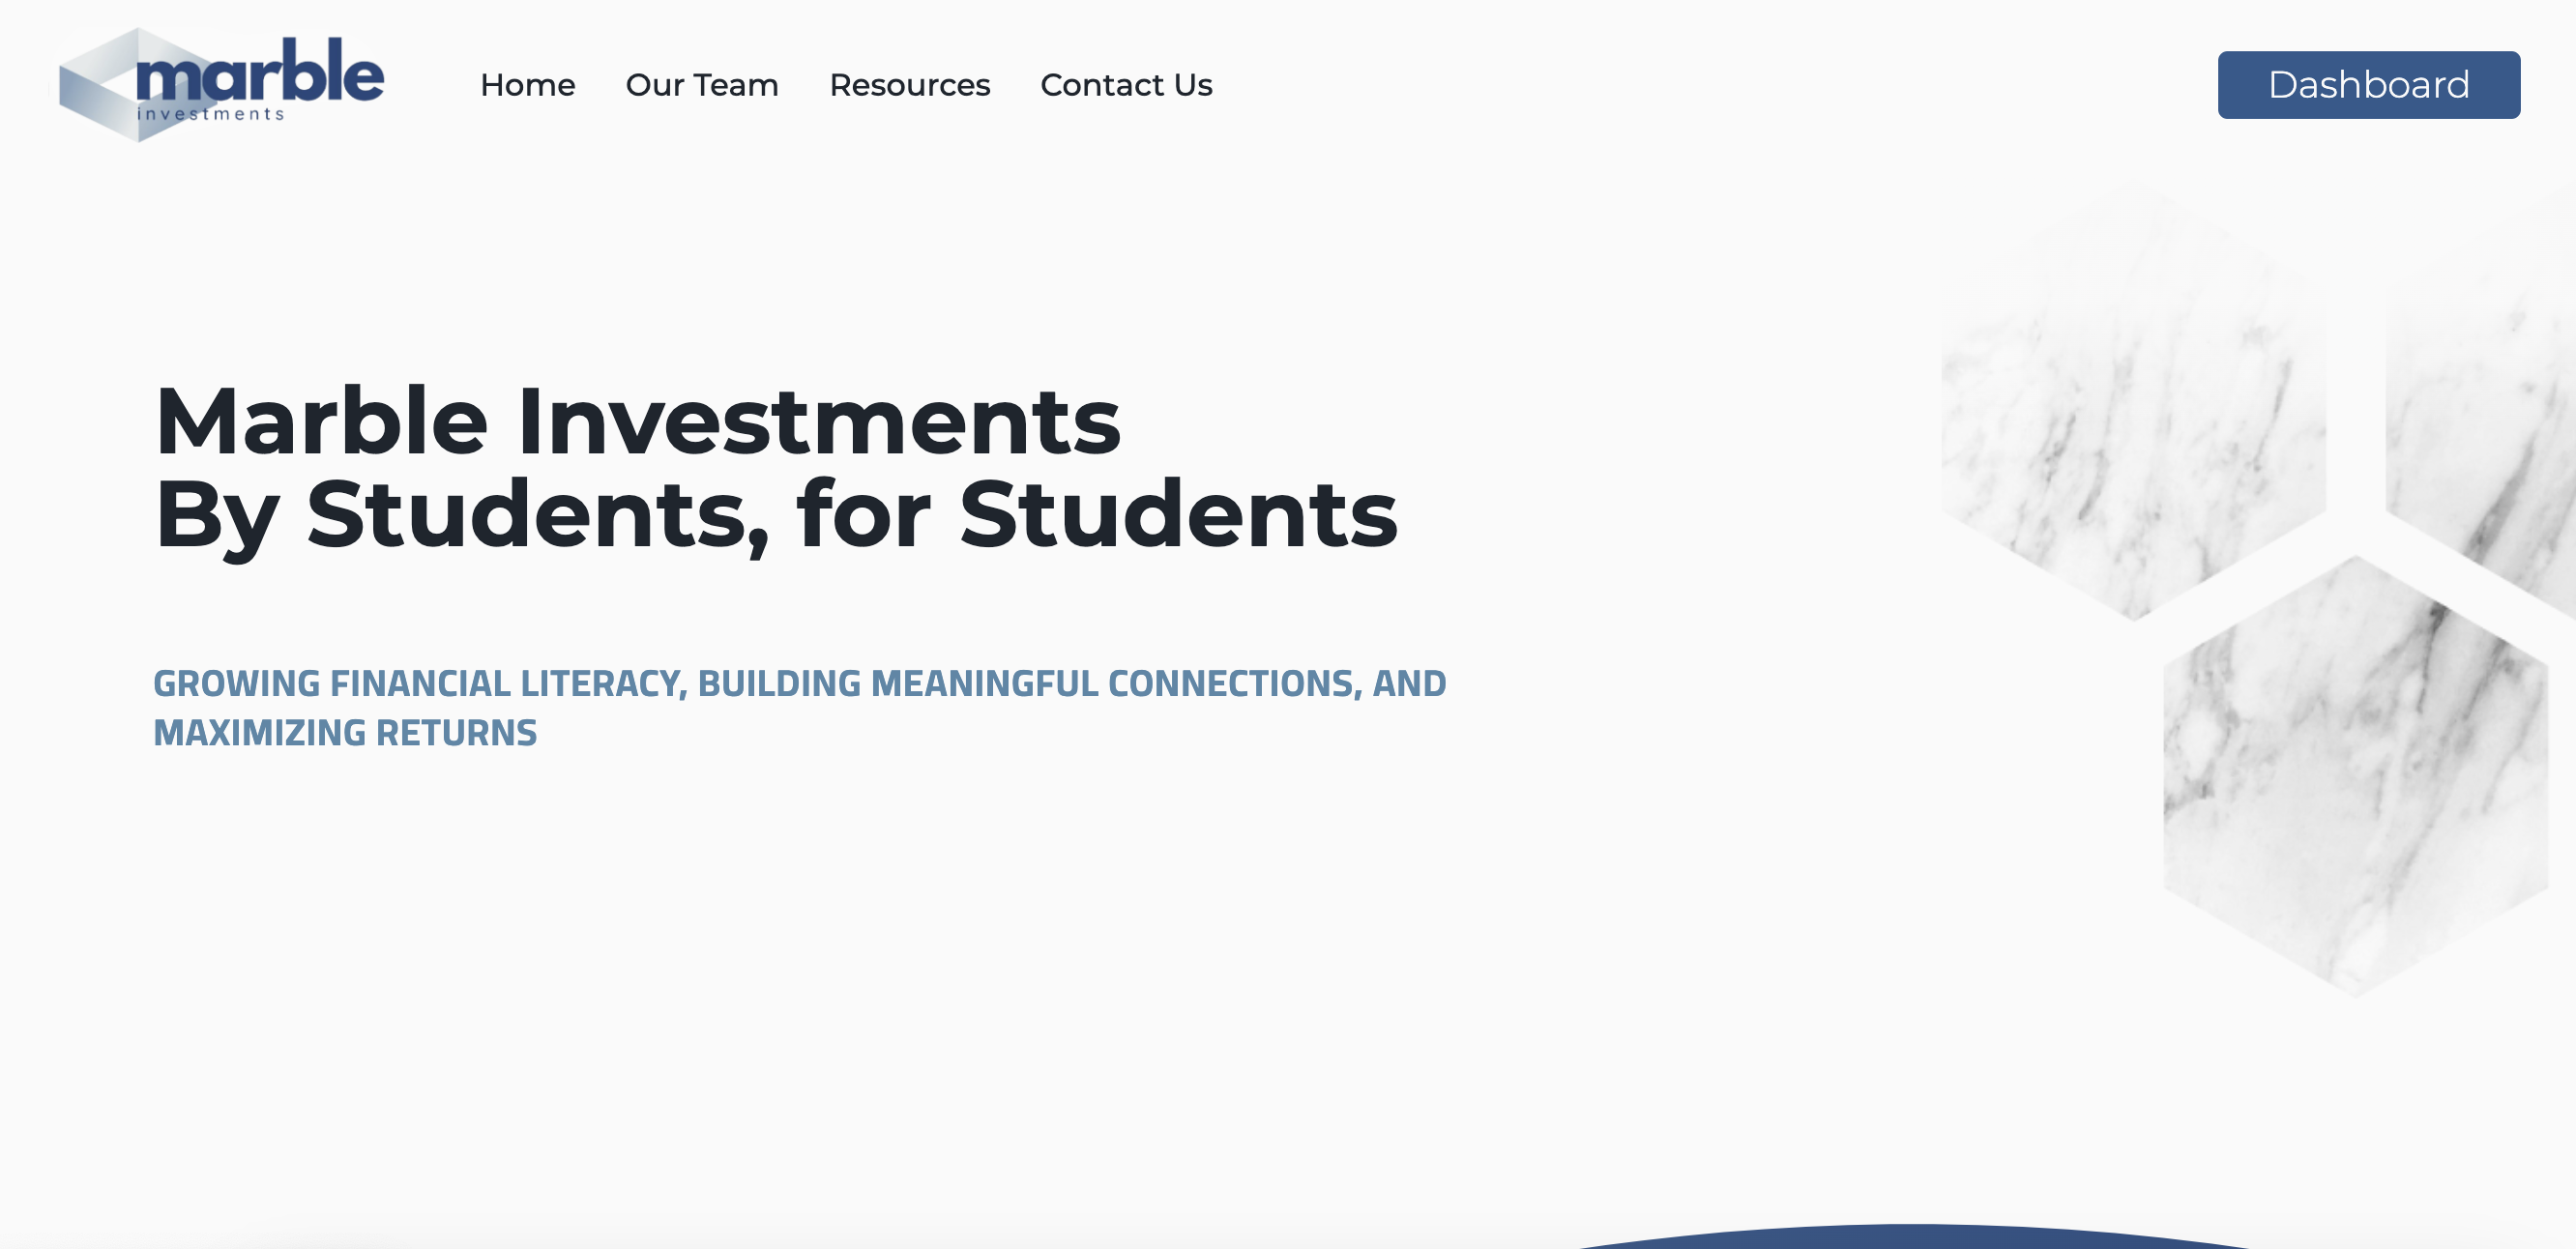 marble
investments
Home Our Team Resources Contact Us
Dashboard
Marble Investments
By Students, for Students
GROWING FINANCIAL LITERACY, BUILDING MEANINGFUL CONNECTIONS, AND
MAXIMIZING RETURNS